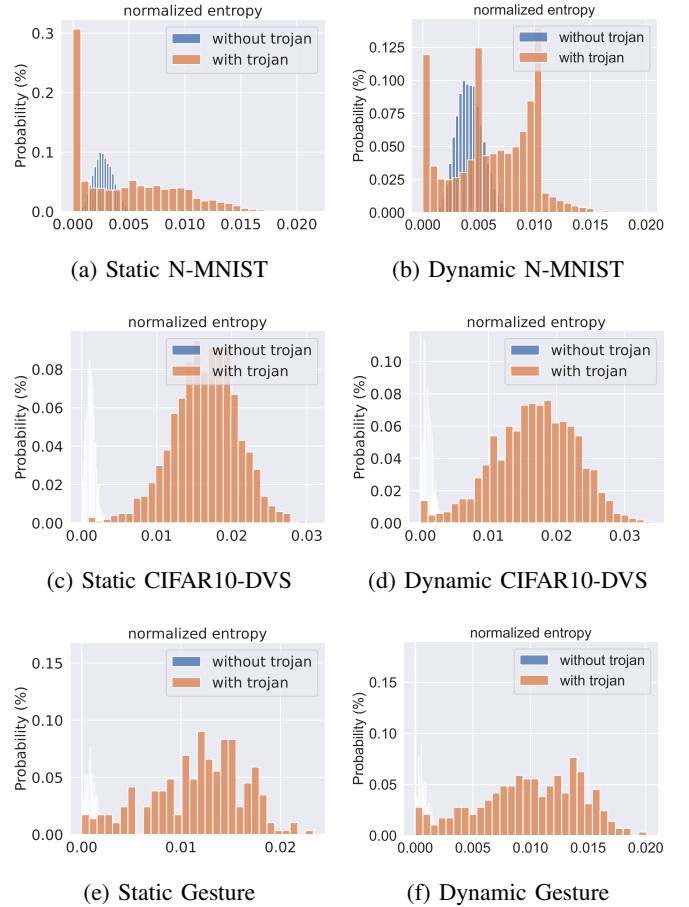 normalized entropy
Probability (%)
0.3
0.2
0.1
0.0
without trojan
with trojan
0.000 0.005 0.010 0.015 0.020
(a) Static N-MNIST
normalized entropy
Probability (%)
0.125
0.100
0.075
0.050
0.025
0.000
without trojan
with trojan
0.000 0.005 0.010 0.015 0.020
(b) Dynamic N-MNIST
normalized entropy
Probability (%)
0.08
0.06
0.04
0.02
0.00
without trojan
with trojan
0.00 0.01 0.02 0.03
(c) Static CIFAR10-DVS
normalized entropy
Probability (%)
0.10
0.08
0.06
0.04
0.02
0.00
without trojan
with trojan
0.00 0.01 0.02 0.03
(d) Dynamic CIFAR10-DVS
normalized entropy
Probability (%)
0.15
0.10
0.05
0.00
without trojan
with trojan
0.00 0.01 0.02
(e) Static Gesture
normalized entropy
Probability (%)
0.15
0.10
0.05
0.00
without trojan
with trojan
0.000 0.005 0.010 0.015 0.020
(f) Dynamic Gesture